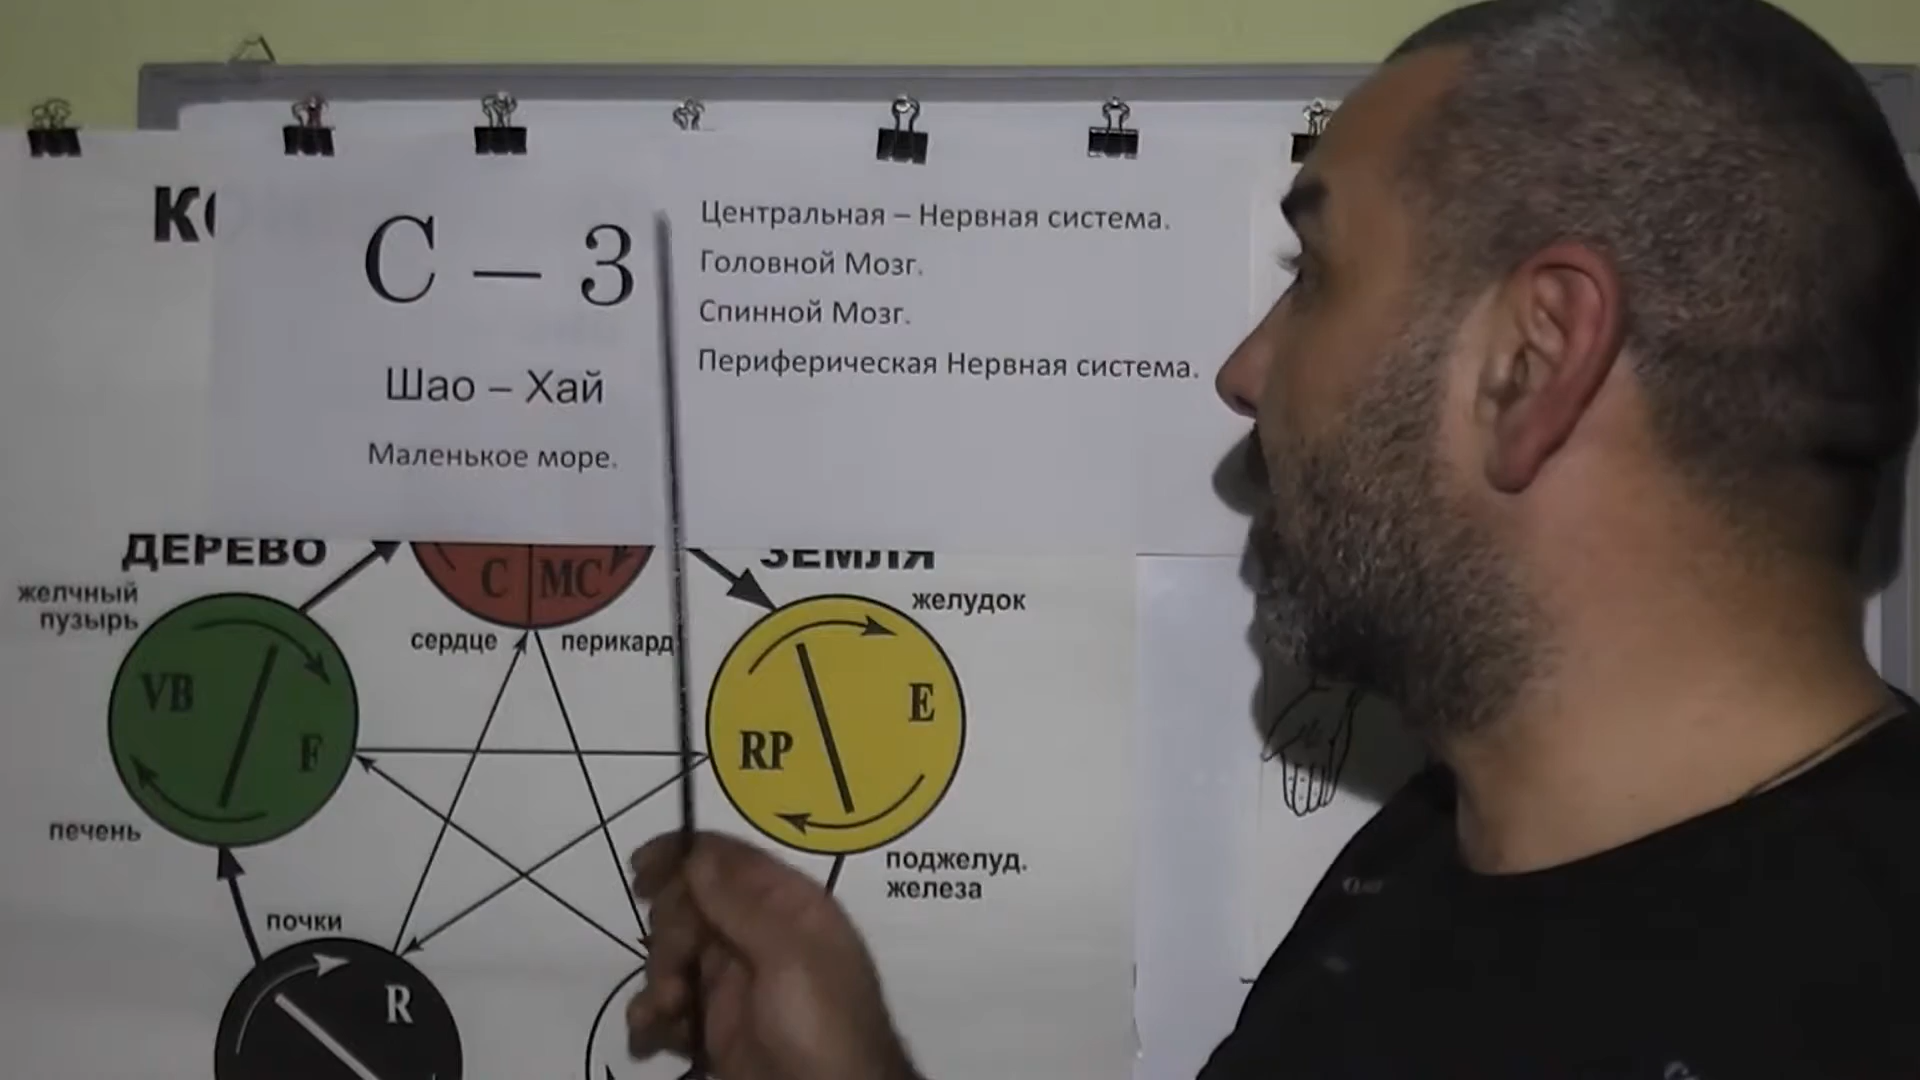 С – 3
Шао – Хай
Маленькое море.
Центральная – Нервная система.
Головной Мозг.
Спинной Мозг.
Периферическая Нервная система.
ДЕРЕВО
ЗЕМЛЯ
желчный
пузырь
VB
F
печень
C
MC
сердце
перикард
желудок
E
RP
поджелуд.
железа
почки
R